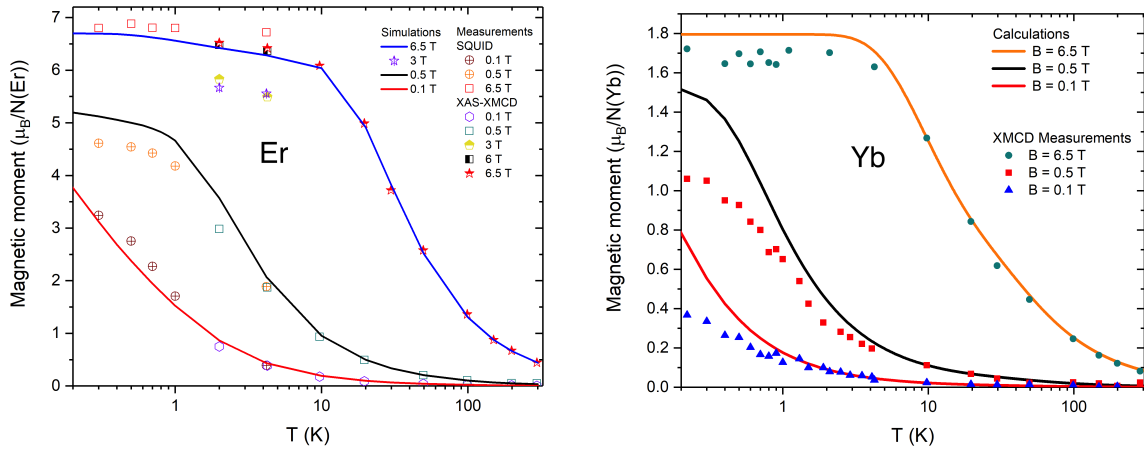 Magnetic moment (μB/N(Er))
7
6
5
4
3
2
1
0
1
10
100
T (K)
Er
Simulations
6.5 T
3 T
0.5 T
0.1 T
Measurements
SQUID
0.1 T
0.5 T
6.5 T
XAS-XMCD
0.1 T
0.5 T
3 T
6 T
6.5 T
Magnetic moment (μB/N(Yb))
1.8
1.6
1.4
1.2
1.0
0.8
0.6
0.4
0.2
0.0
1
10
100
T (K)
Yb
Calculations
B = 6.5 T
B = 0.5 T
B = 0.1 T
XMCD Measurements
B = 6.5 T
B = 0.5 T
B = 0.1 T